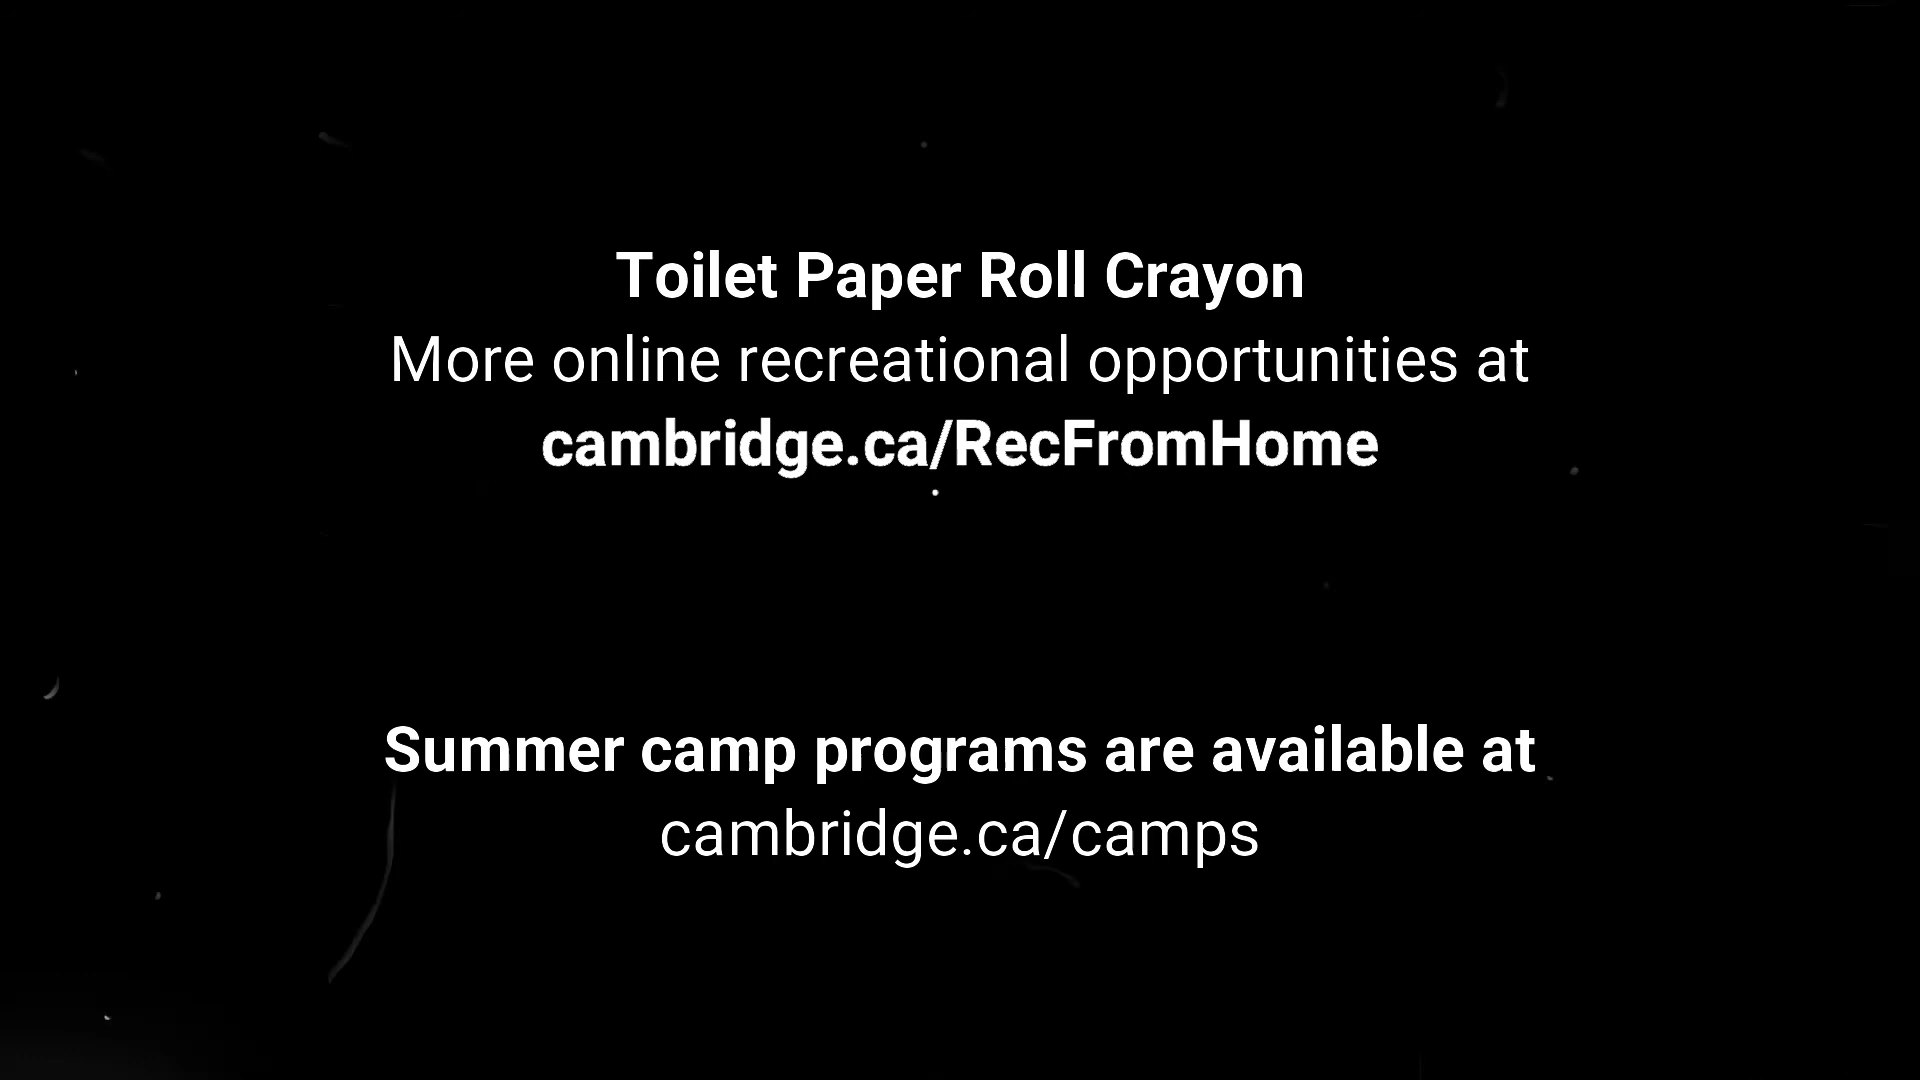 Toilet Paper Roll Crayon
More online recreational opportunities at
cambridge.ca/RecFromHome
Summer camp programs are available at
cambridge.ca/camps